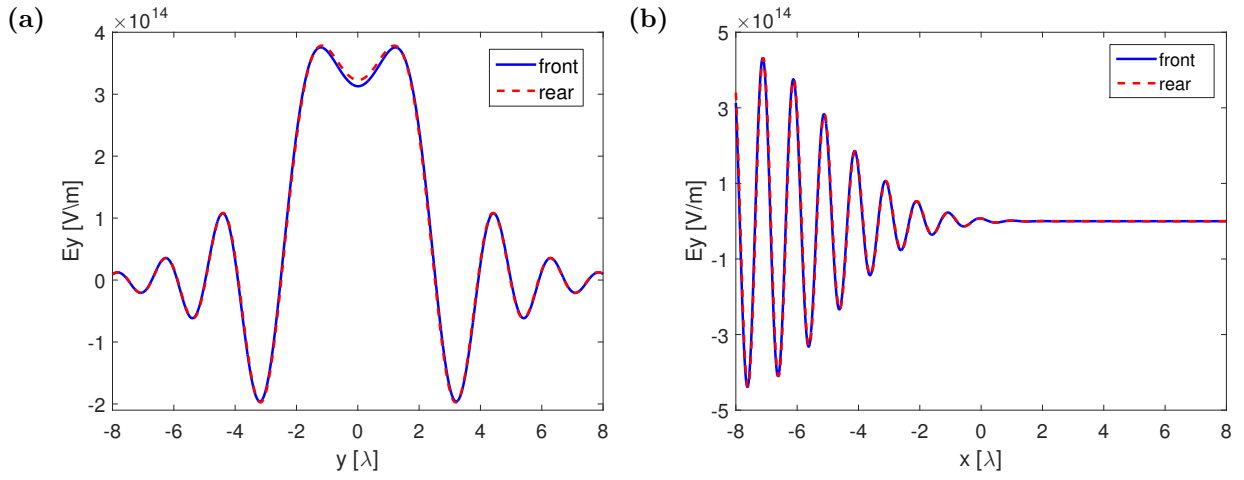 (a)
×10^14
4
3
2
1
0
-1
-2
Ey [V\m]
-8 -6 -4 -2 0 2 4 6 8
y [λ]
front
rear
(b)
×10^14
5
3
1
-1
-3
-5
Ey [V/m]
-8 -6 -4 -2 0 2 4 6 8
x [λ]
front
rear